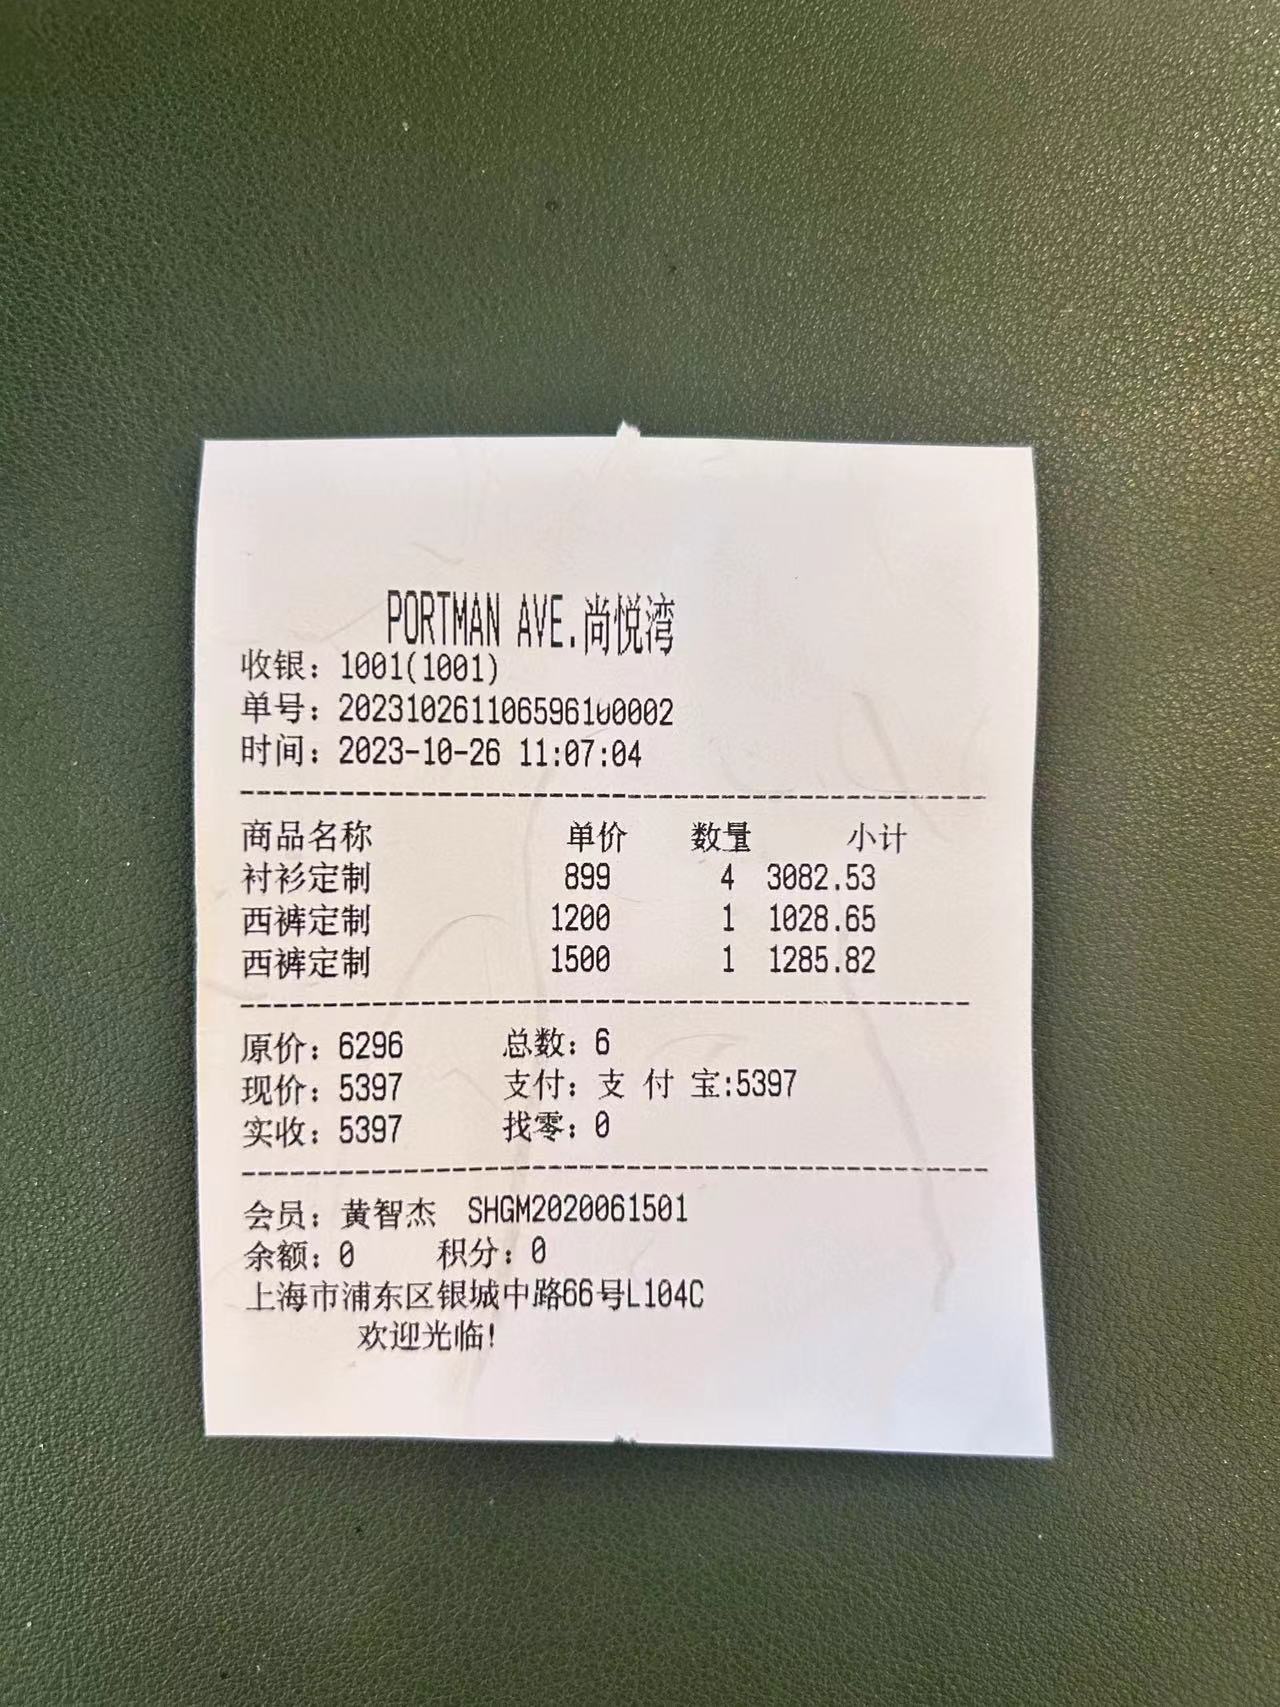 PORTMAN AVE.尚悦湾
收银：1001(1001)
单号：202310261106596100002
时间：2023-10-26 11:07:04
商品名称 单价 数量 小计
衬衫定制 899 4 3082.53
西裤定制 1200 1 1028.65
西裤定制 1500 1 1285.82
原价：6296 总数：6
现价：5397 支付：支 付 宝:5397
实收：5397 找零：0
会员：黄智杰 SHGM2020061501
余额：0 积分：0
上海市浦东区银城中路66号L104C
欢迎光临!